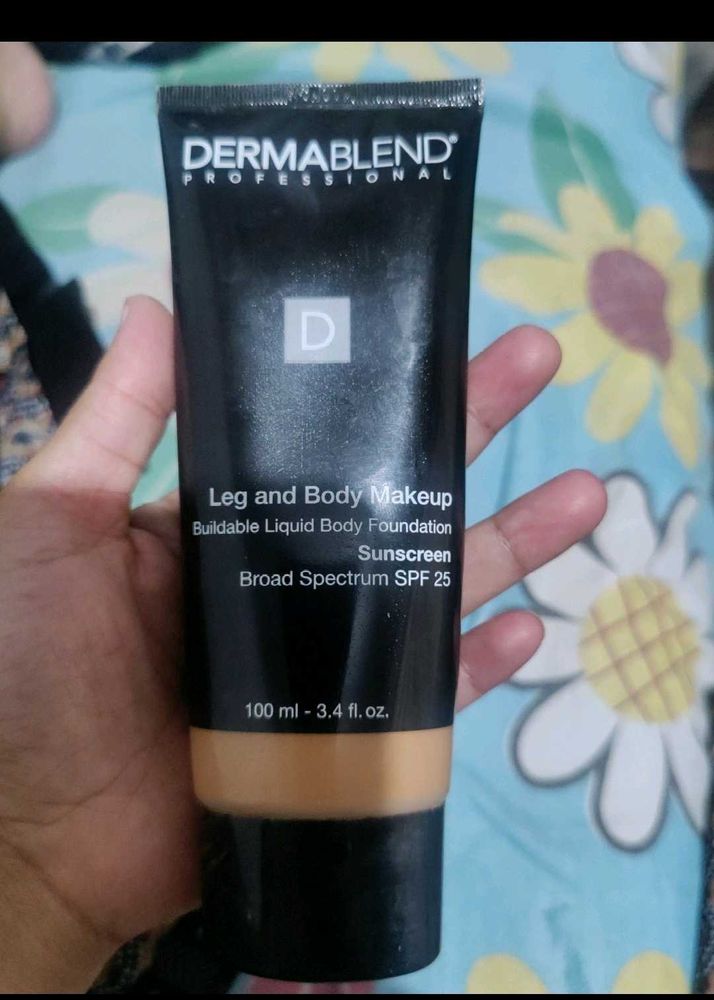 DERMABLEND®
PROFESSIONAL
D
Leg and Body Makeup
Buildable Liquid Body Foundation
Sunscreen
Broad Spectrum SPF 25
100 ml - 3.4 fl. oz.